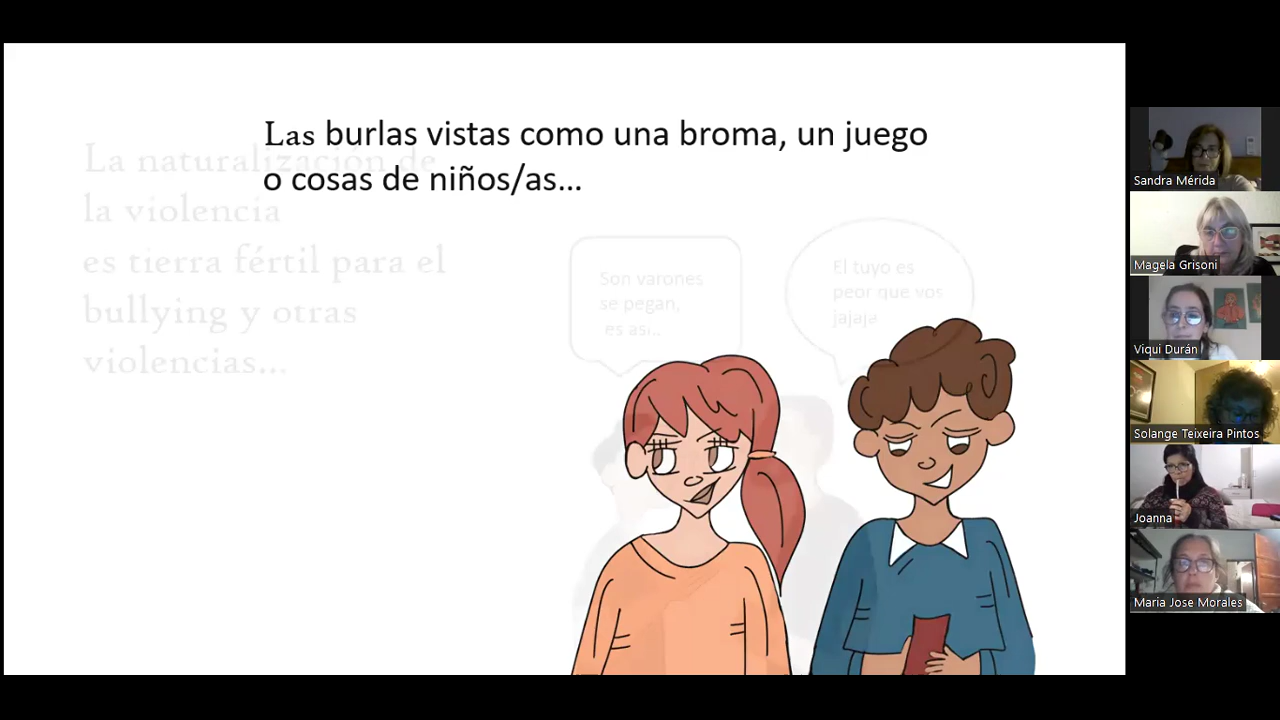 Las burlas vistas como una broma, un juego
o cosas de niños/as...
La naturalización de
la violencia
es tierra fértil para el
bullying y otras
violencias...
Son varones
se pegan,
es así..
El tuyo es
peor que vos
jajaja
Sandra Mérida
Magela Grisoni
Viqui Durán
Solange Teixeira Pintos
Joanna
Maria Jose Morales